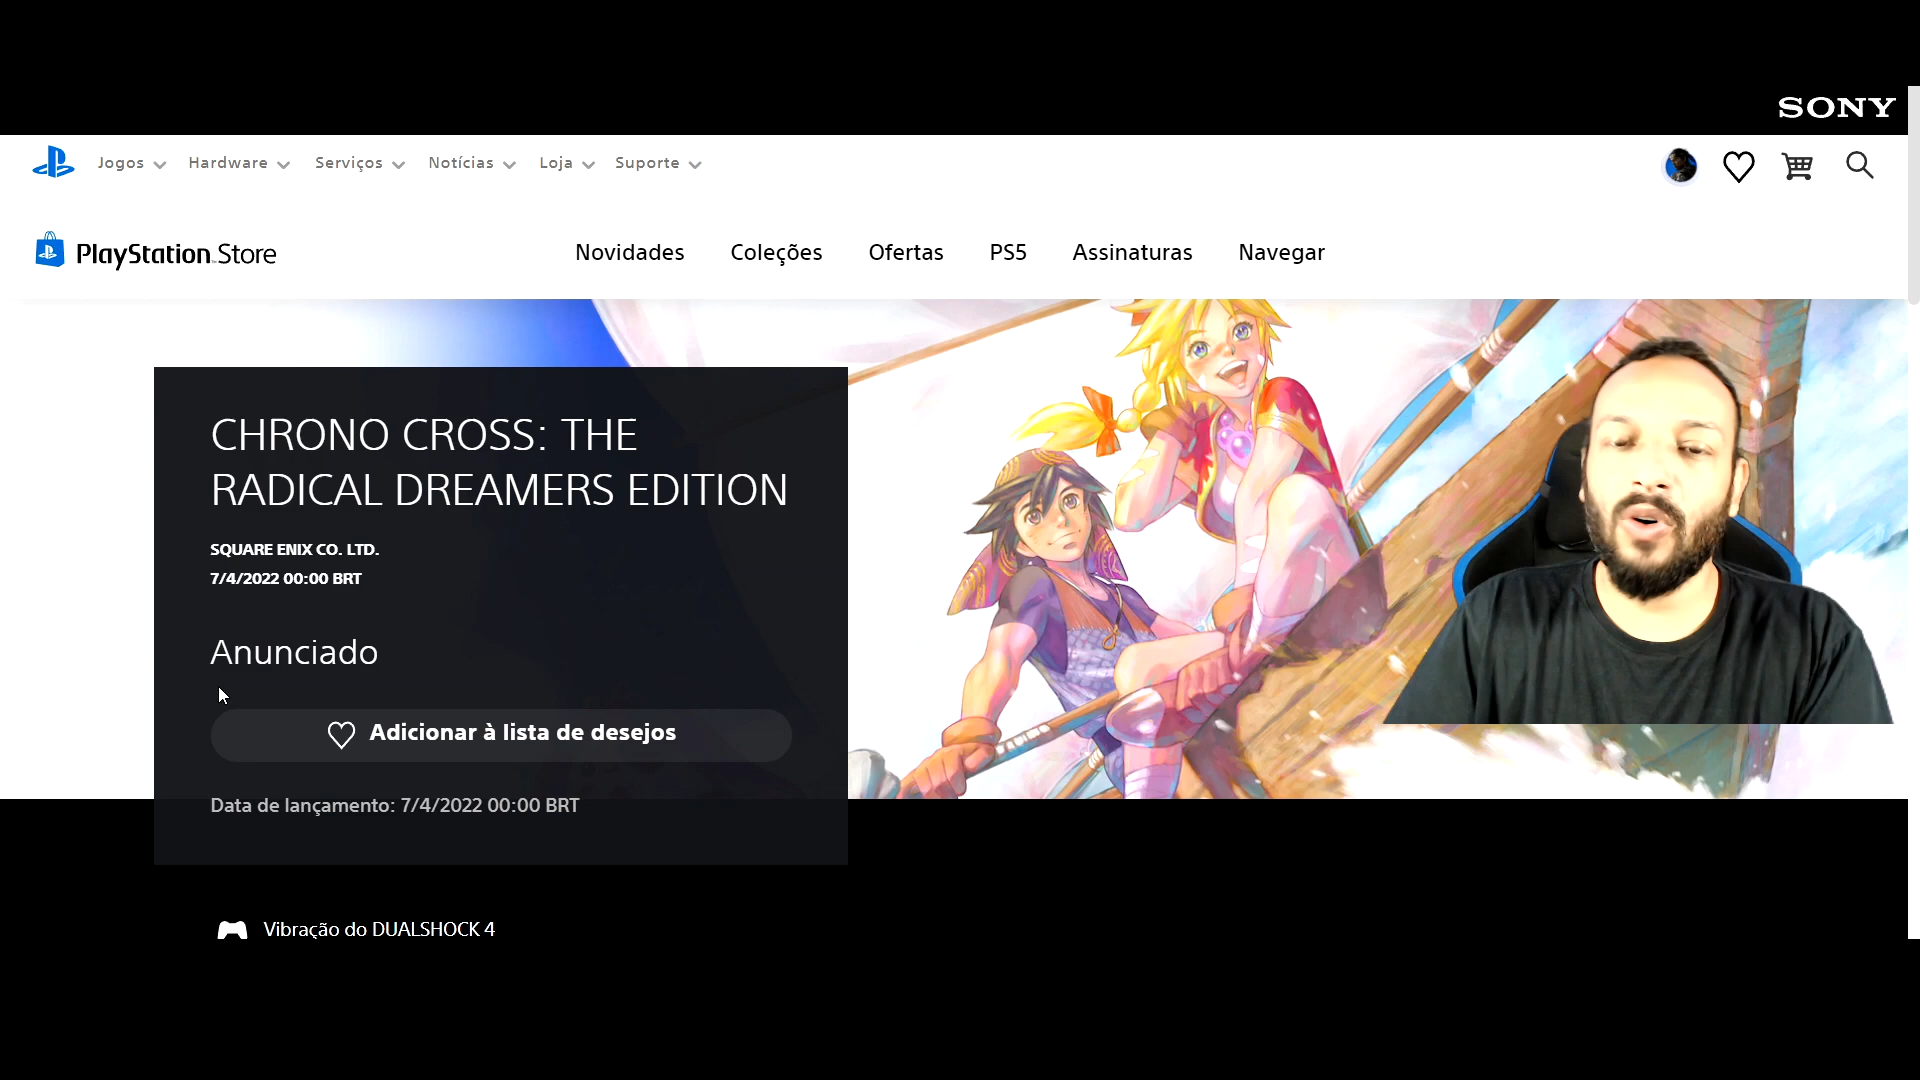 SONY
Jogos Hardware Serviços Notícias Loja Suporte
PlayStation Store Novidades Coleções Ofertas PS5 Assinaturas Navegar
CHRONO CROSS: THE
RADICAL DREAMERS EDITION
SQUARE ENIX CO. LTD.
7/4/2022 00:00 BRT
Anunciado
Adicionar à lista de desejos
Data de lançamento: 7/4/2022 00:00 BRT
Vibração do DUALSHOCK 4